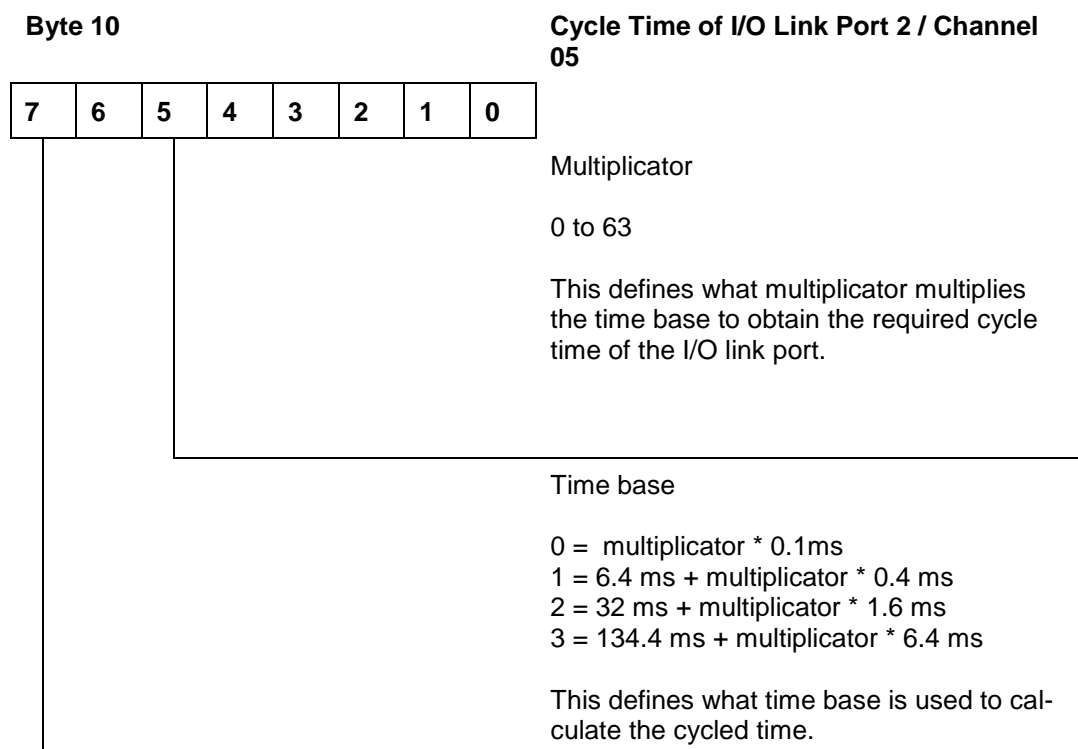 Byte 10
Cycle Time of I/O Link Port 2 / Channel
05
7 6 5 4 3 2 1 0
Multiplicator
0 to 63
This defines what multiplicator multiplies
the time base to obtain the required cycle
time of the I/O link port.
Time base
0 = multiplicator * 0.1ms
1 = 6.4 ms + multiplicator * 0.4 ms
2 = 32 ms + multiplicator * 1.6 ms
3 = 134.4 ms + multiplicator * 6.4 ms
This defines what time base is used to cal-
culate the cycled time.